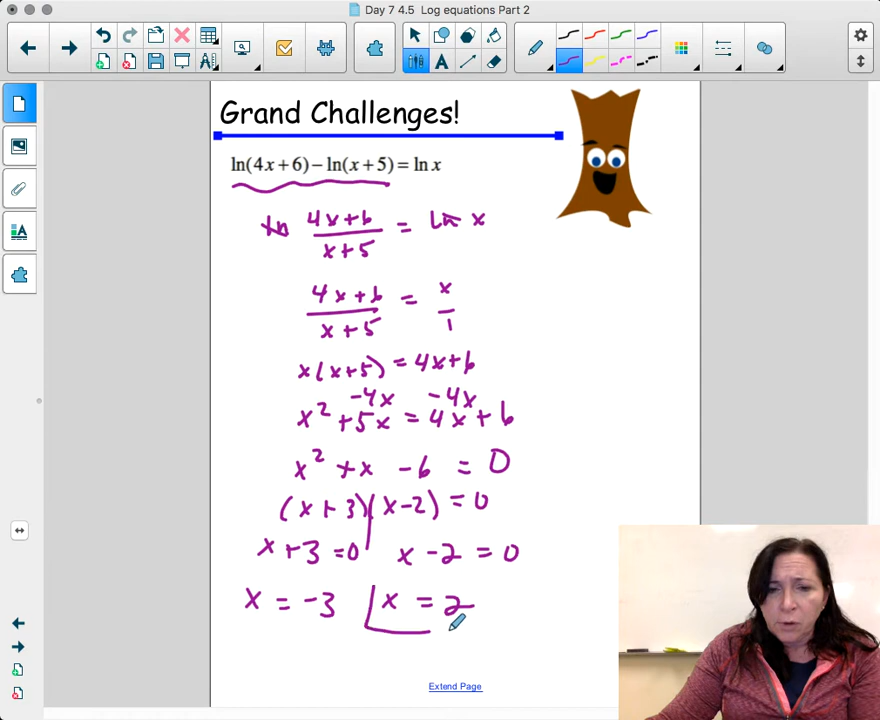 Day 7 4.5 Log equations Part 2
Grand Challenges!
ln(4x+6) – ln(x+5) = ln x
ln 4x+6 / x+5 = ln x
4x+6 / x+5 = x / 1
x(x+5) = 4x+6
-4x -4x
x² +5x = 4x+6
x² +x -6 = 0
(x+3)(x-2) = 0
x+3=0 x-2=0
x = -3 x = 2
Extend Page